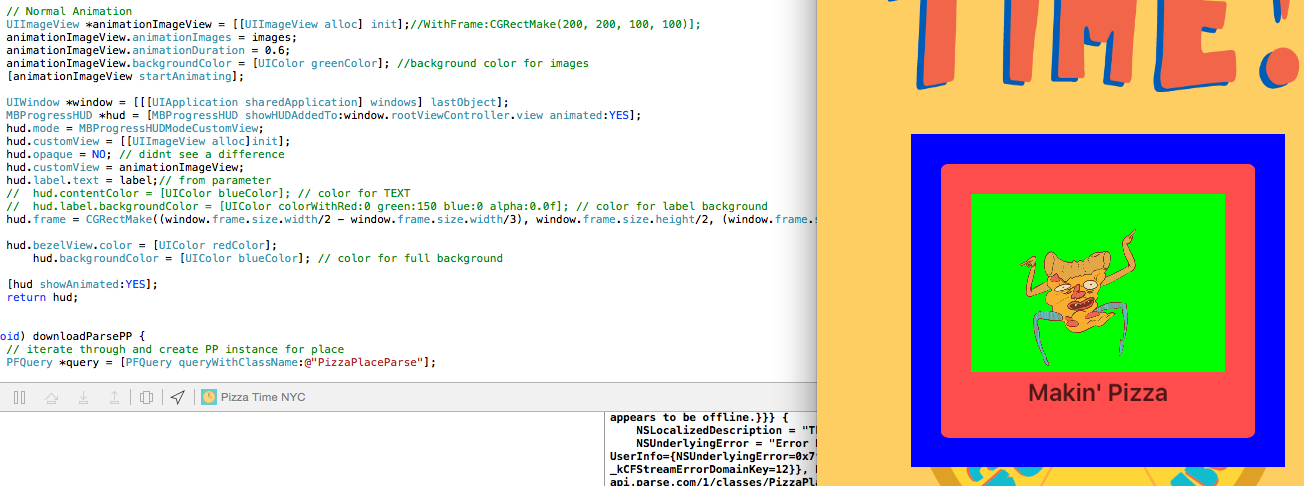 // Normal Animation
UIImageView *animationImageView = [[UIImageView alloc] init];//WithFrame:CGRectMake(200, 200, 100, 100)];
animationImageView.animationImages = images;
animationImageView.animationDuration = 0.6;
animationImageView.backgroundColor = [UIColor greenColor]; //background color for images
[animationImageView startAnimating];
UIWindow *window = [[[UIApplication sharedApplication] windows] lastObject];
MBProgressHUD *hud = [MBProgressHUD showHUDAddedTo:window.rootViewController.view animated:YES];
hud.mode = MBProgressHUDModeCustomView;
hud.customView = [[UIImageView alloc]init];
hud.opaque = NO; // didnt see a difference
hud.customView = animationImageView;
hud.label.text = label;// from parameter
//  hud.contentColor = [UIColor blueColor]; // color for TEXT
//  hud.label.backgroundColor = [UIColor colorWithRed:0 green:150 blue:0 alpha:0.0f]; // color for label background
hud.frame = CGRectMake((window.frame.size.width/2 - window.frame.size.width/3), window.frame.size.height/2, (window.frame.s
hud.bezelView.color = [UIColor redColor];
hud.backgroundColor = [UIColor blueColor]; // color for full background
[hud showAnimated:YES];
return hud;
oid) downloadParsePP {
// iterate through and create PP instance for place
PFQuery *query = [PFQuery queryWithClassName:@"PizzaPlaceParse"];
Pizza Time NYC
appears to be offline.}}} {
NSLocalizedDescription = "T
NSUnderlyingError = "Error
UserInfo={NSUnderlyingError=0x7
_kCFStreamErrorDomainKey=12}},
api.parse.com/1/classes/PizzaPla
TIME!
Makin' Pizza